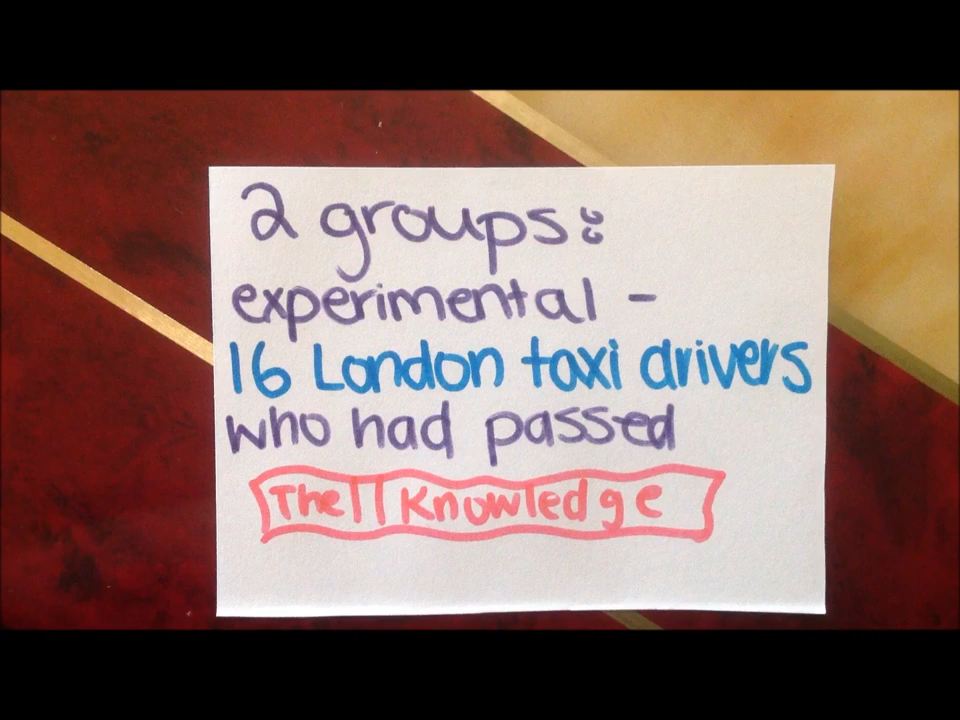 2 groups:
experimental -
16 London taxi drivers
who had passed
The Knowledge